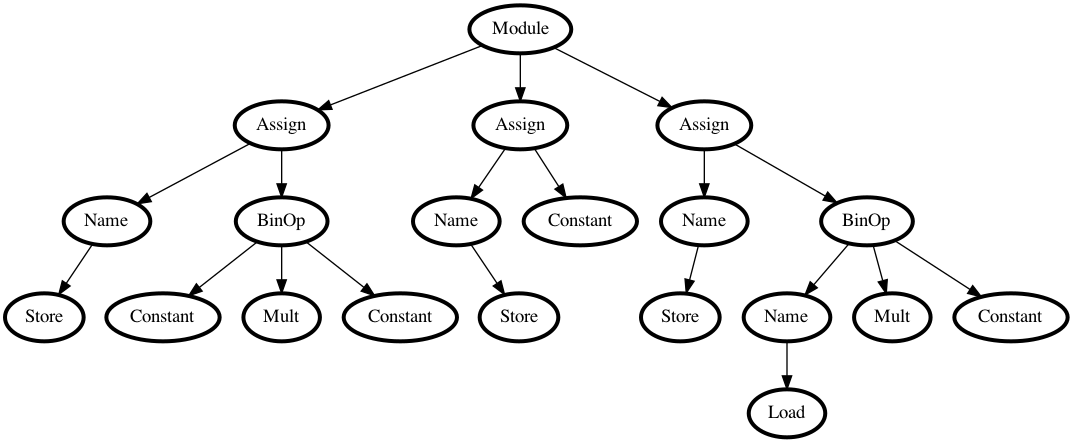 Module
Assign Assign Assign
Name BinOp Name Constant Name BinOp
Store Constant Mult Constant Store Store Name Mult Constant
Load